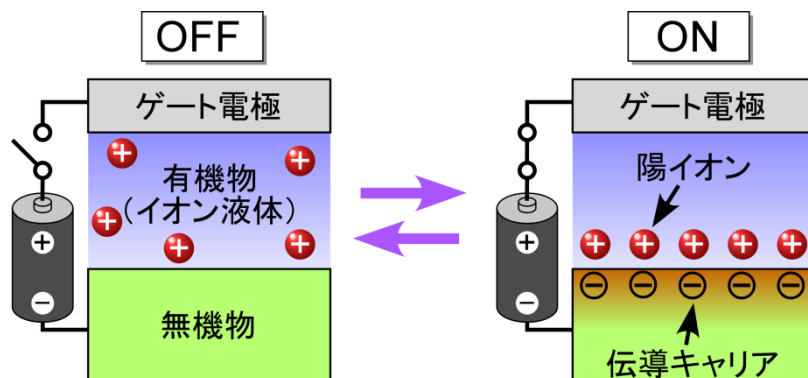 OFF
ゲート電極
有機物
(イオン液体)
無機物
ON
ゲート電極
陽イオン
伝導キャリア